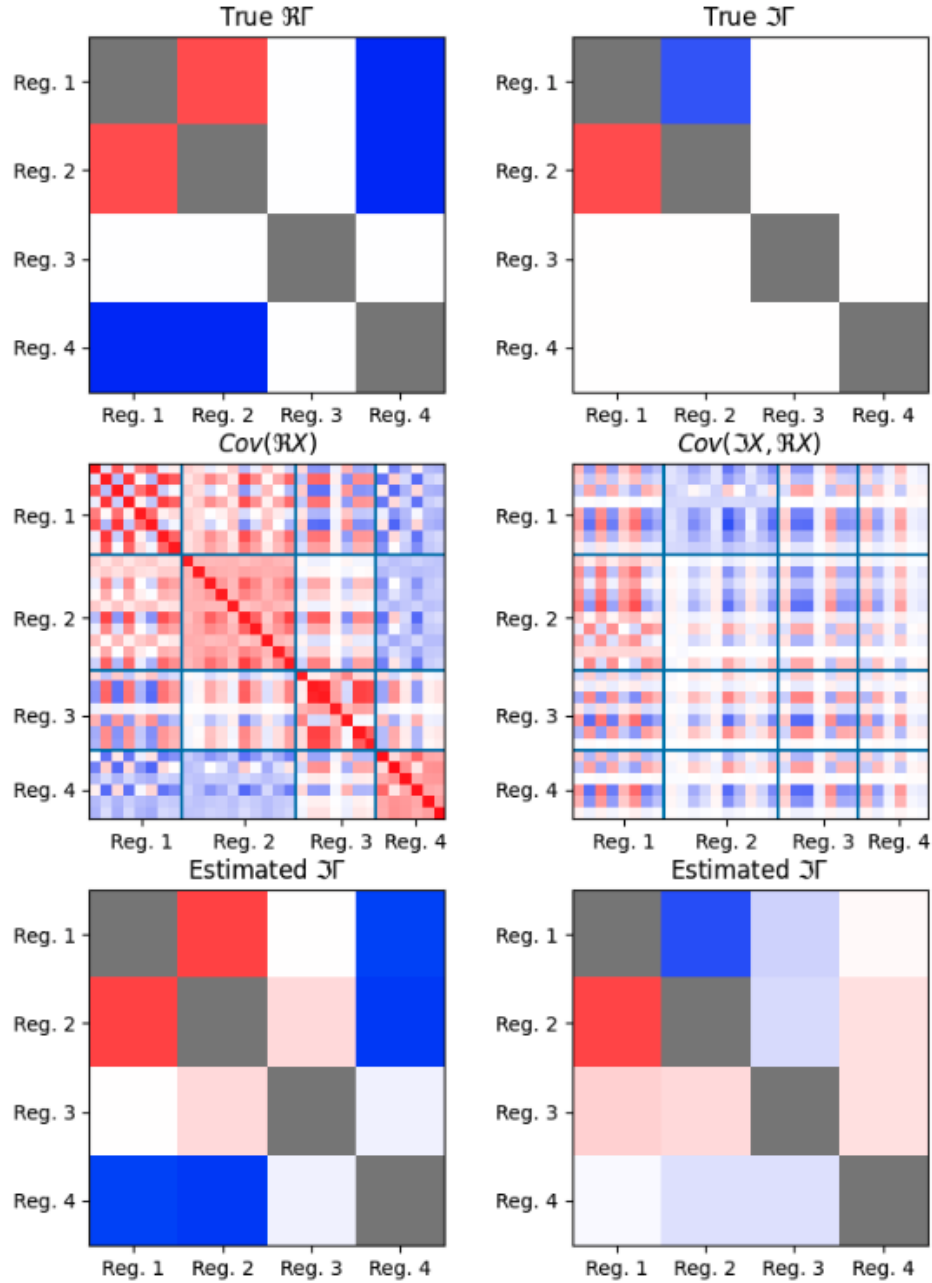 True ℜΓ
True ℑΓ
Reg. 1
Reg. 2
Reg. 3
Reg. 4
Reg. 1 Reg. 2 Reg. 3 Reg. 4
Reg. 1
Reg. 2
Reg. 3
Reg. 4
Reg. 1 Reg. 2 Reg. 3 Reg. 4
Cov(ℜX)
Cov(ℑX, ℜX)
Reg. 1
Reg. 2
Reg. 3
Reg. 4
Reg. 1 Reg. 2 Reg. 3 Reg. 4
Reg. 1
Reg. 2
Reg. 3
Reg. 4
Reg. 1 Reg. 2 Reg. 3 Reg. 4
Estimated ℑΓ
Estimated ℑΓ
Reg. 1
Reg. 2
Reg. 3
Reg. 4
Reg. 1 Reg. 2 Reg. 3 Reg. 4
Reg. 1
Reg. 2
Reg. 3
Reg. 4
Reg. 1 Reg. 2 Reg. 3 Reg. 4